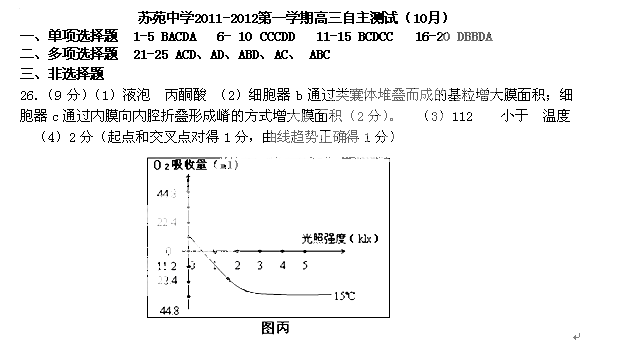 苏苑中学2011-2012第一学期高三自主测试（10月）
一、单项选择题 1-5 BACDA 6- 10 CCCDD 11-15 BCDCC 16-20 DBBDA
二、多项选择题 21-25 ACD、AD、ABD、AC、 ABC
三、非选择题
26.（9 分）（1）液泡 丙酮酸 （2）细胞器 b 通过类囊体堆叠而成的基粒增大膜面积；细
胞器 c 通过内膜向内腔折叠形成嵴的方式增大膜面积（2 分）。 （3）112 小于 温度
（4）2 分（起点和交叉点对得 1 分，曲线趋势正确得 1 分）
O₂吸收量（ml）
44.8
22.4
光照强度（klx）
0
11.2 1 2 3 4 5
22.4
15℃
44.8
图丙